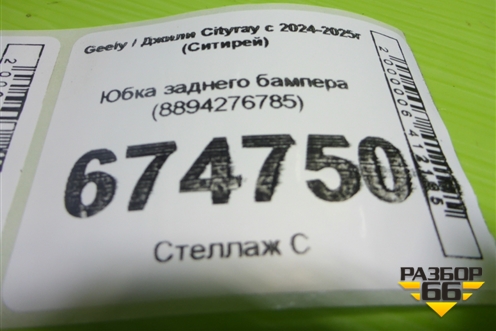 Geely / Джили Cityray с 2024-2025г
(Ситирей)
Юбка заднего бампера
(8894276785)
674750
Стеллаж С
РАЗБОР
66